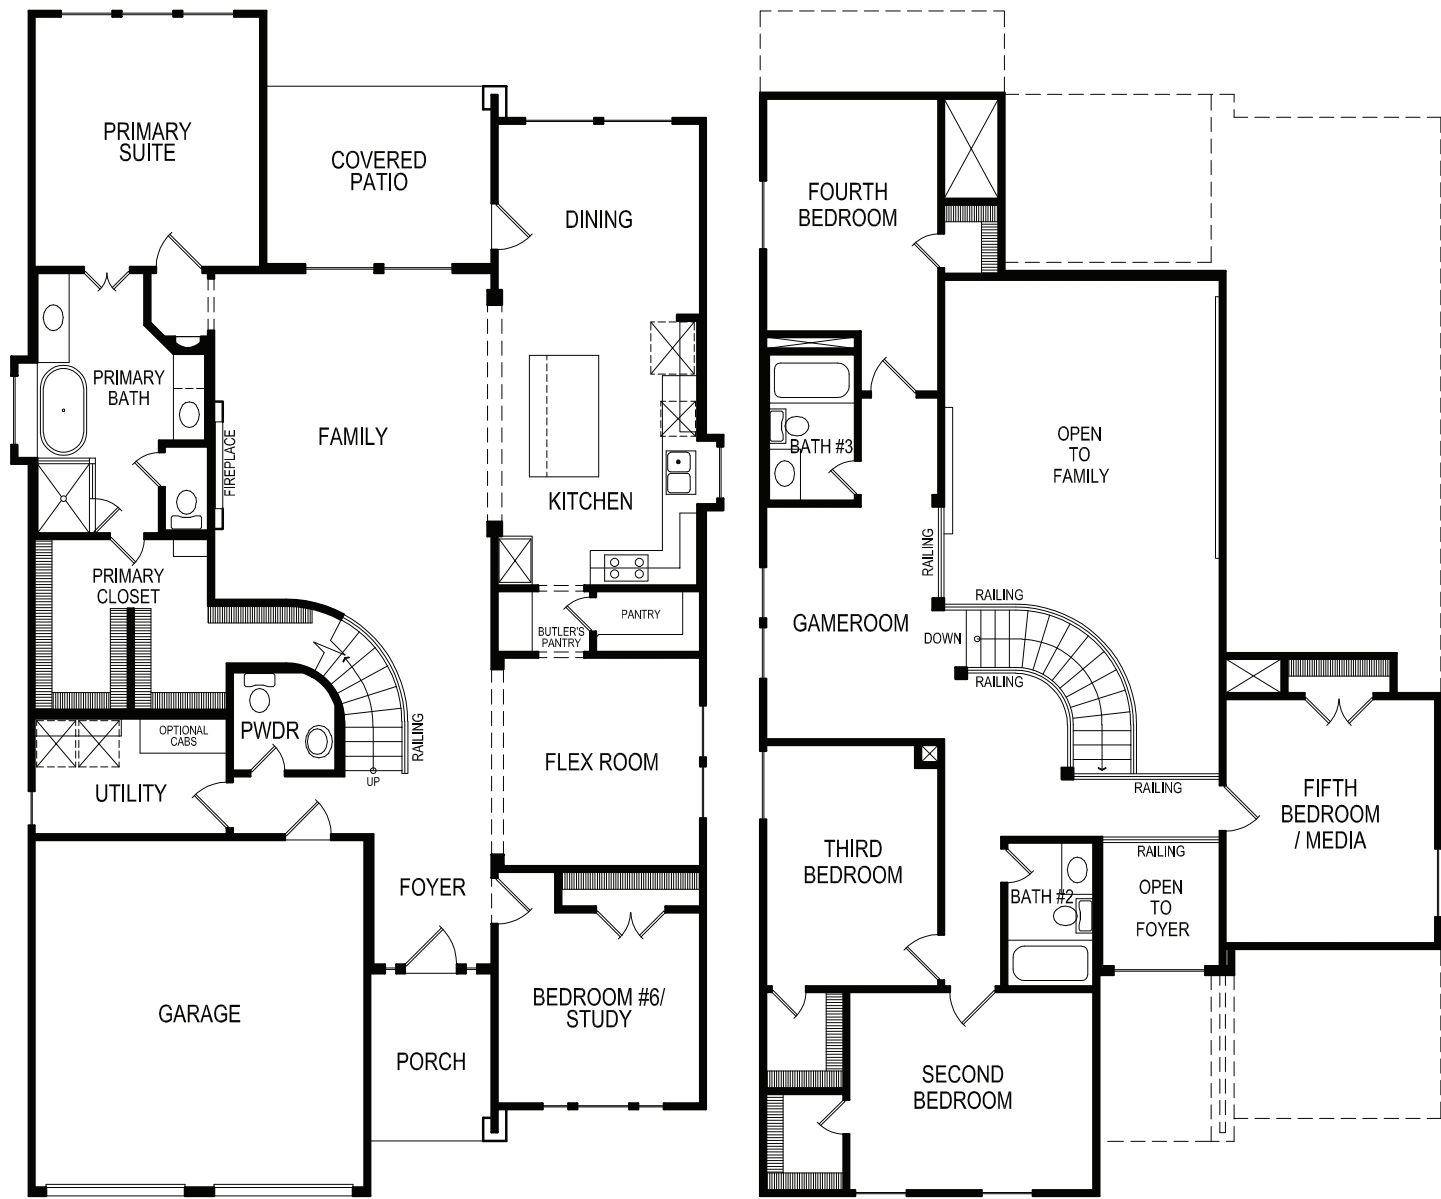 PRIMARY
SUITE
COVERED
PATIO
DINING
PRIMARY
BATH
FAMILY
FIREPLACE
KITCHEN
PRIMARY
CLOSET
BUTLER'S
PANTRY
PANTRY
OPTIONAL
CABS
PWDR
RAILING
UP
FLEX ROOM
UTILITY
FOYER
GARAGE
BEDROOM #6/
STUDY
PORCH
FOURTH
BEDROOM
BATH #3
OPEN
TO
FAMILY
RAILING
RAILING
GAMEROOM
DOWN
RAILING
RAILING
FIFTH
BEDROOM
/ MEDIA
THIRD
BEDROOM
RAILING
BATH #2
OPEN
TO
FOYER
SECOND
BEDROOM